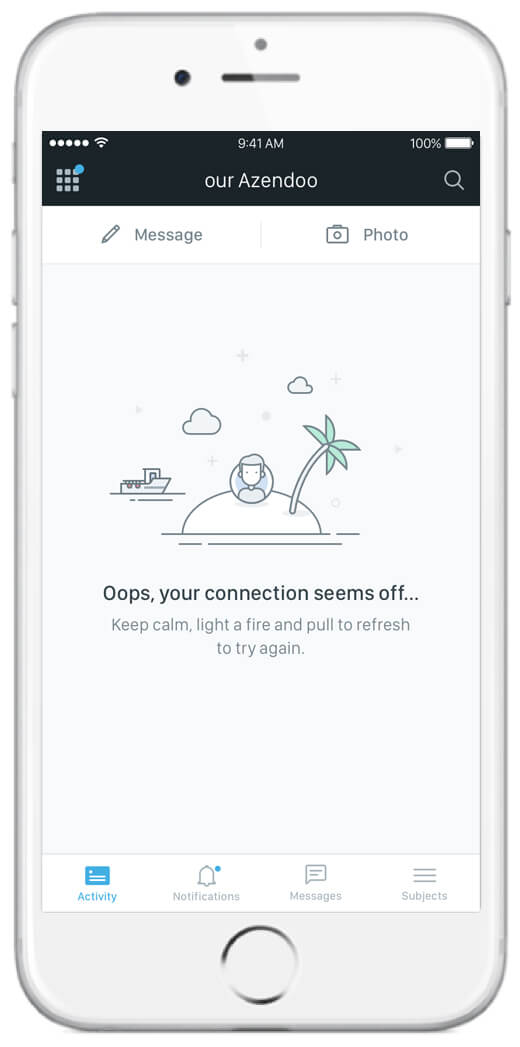 9:41 AM 100%
our Azendoo
Message Photo
Oops, your connection seems off...
Keep calm, light a fire and pull to refresh
to try again.
Activity Notifications Messages Subjects